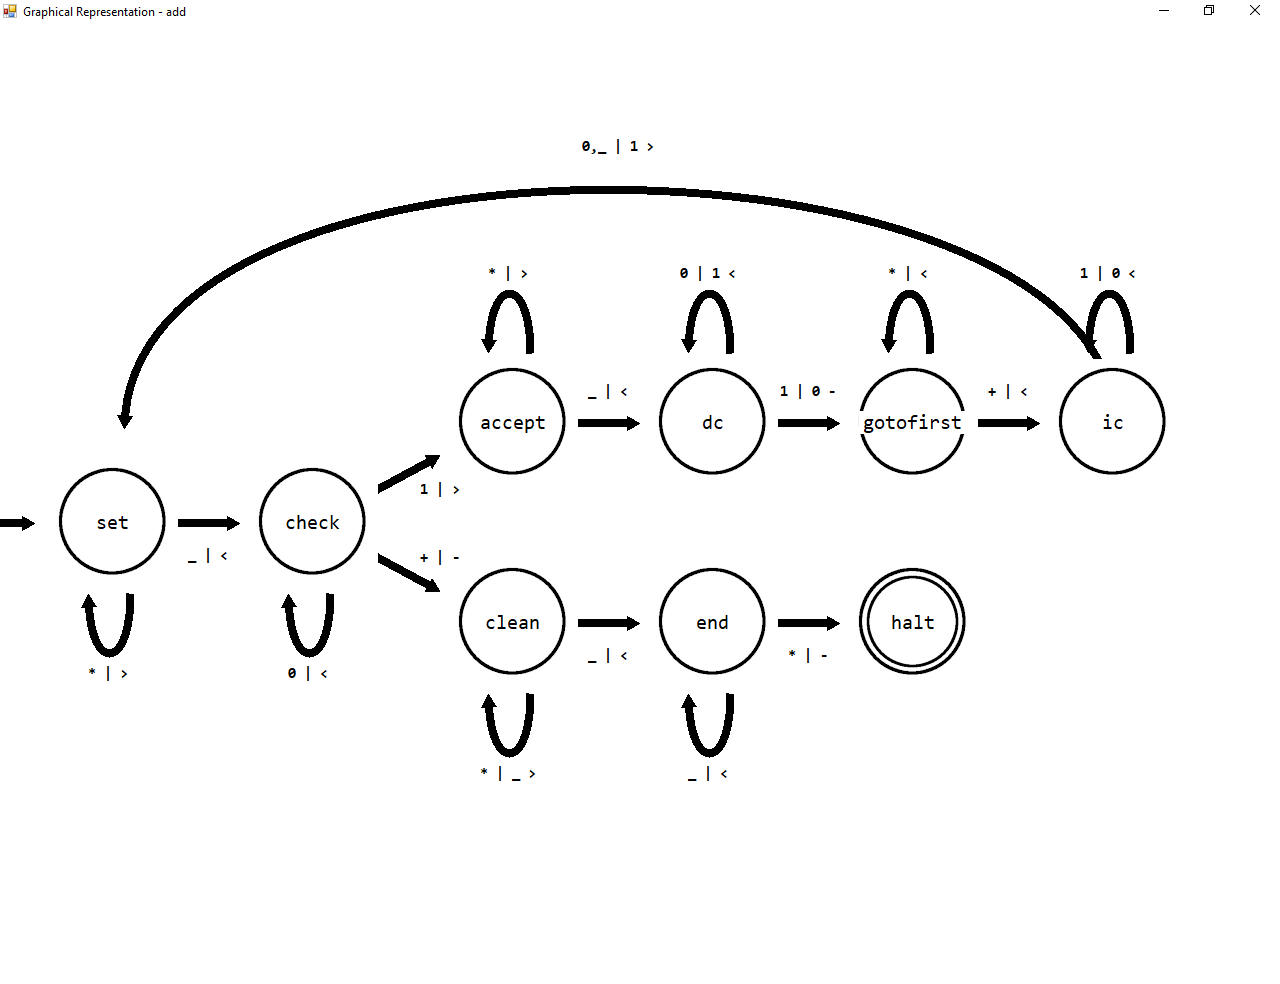 Graphical Representation - add
0,_ | 1 >
* | >
0 | 1 <
* | <
1 | 0 <
_ | <
1 | 0 -
+ | <
accept
dc
gotofirst
ic
1 | >
set
check
_ | <
+ | -
clean
end
halt
_ | <
* | -
* | >
0 | <
* | _ >
_ | <